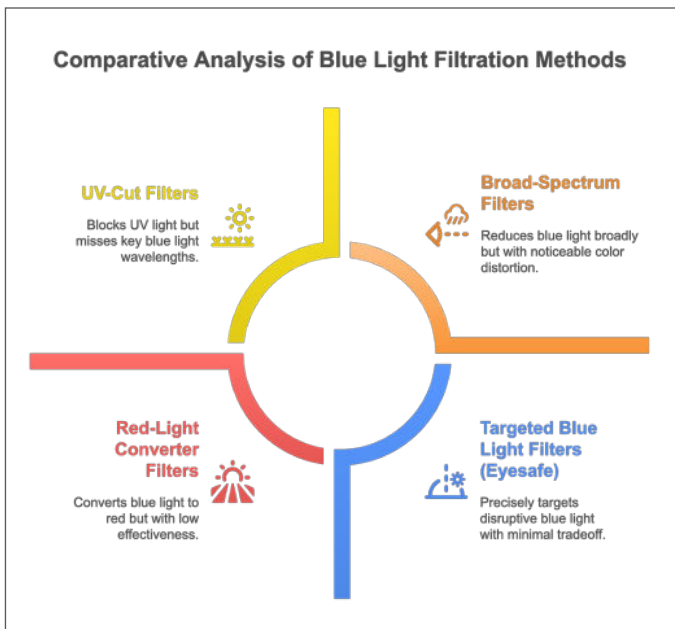 Comparative Analysis of Blue Light Filtration Methods
UV-Cut Filters
Blocks UV light but
misses key blue light
wavelengths.
Broad-Spectrum
Filters
Reduces blue light broadly
but with noticeable color
distortion.
Red-Light
Converter
Filters
Converts blue light to
red but with low
effectiveness.
Targeted Blue
Light Filters
(Eyesafe)
Precisely targets
disruptive blue light
with minimal tradeoff.